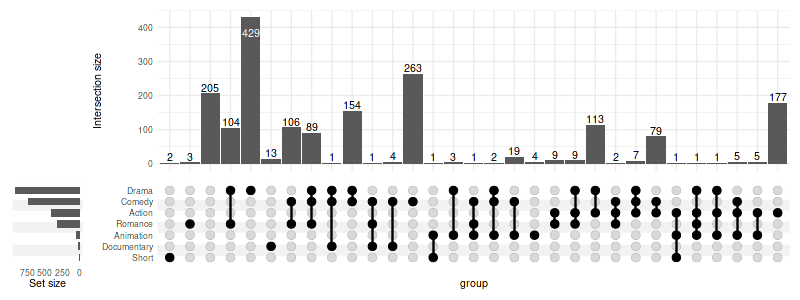 Intersection size
400
300
200
100
0
2 3 205 104 429 13 106 89 1 154 1 4 263 1 3 1 2 19 4 9 9 113 2 7 79 1 1 1 5 5 177
Drama
Comedy
Action
Romance
Animation
Documentary
Short
750 500 250 0
Set size
group